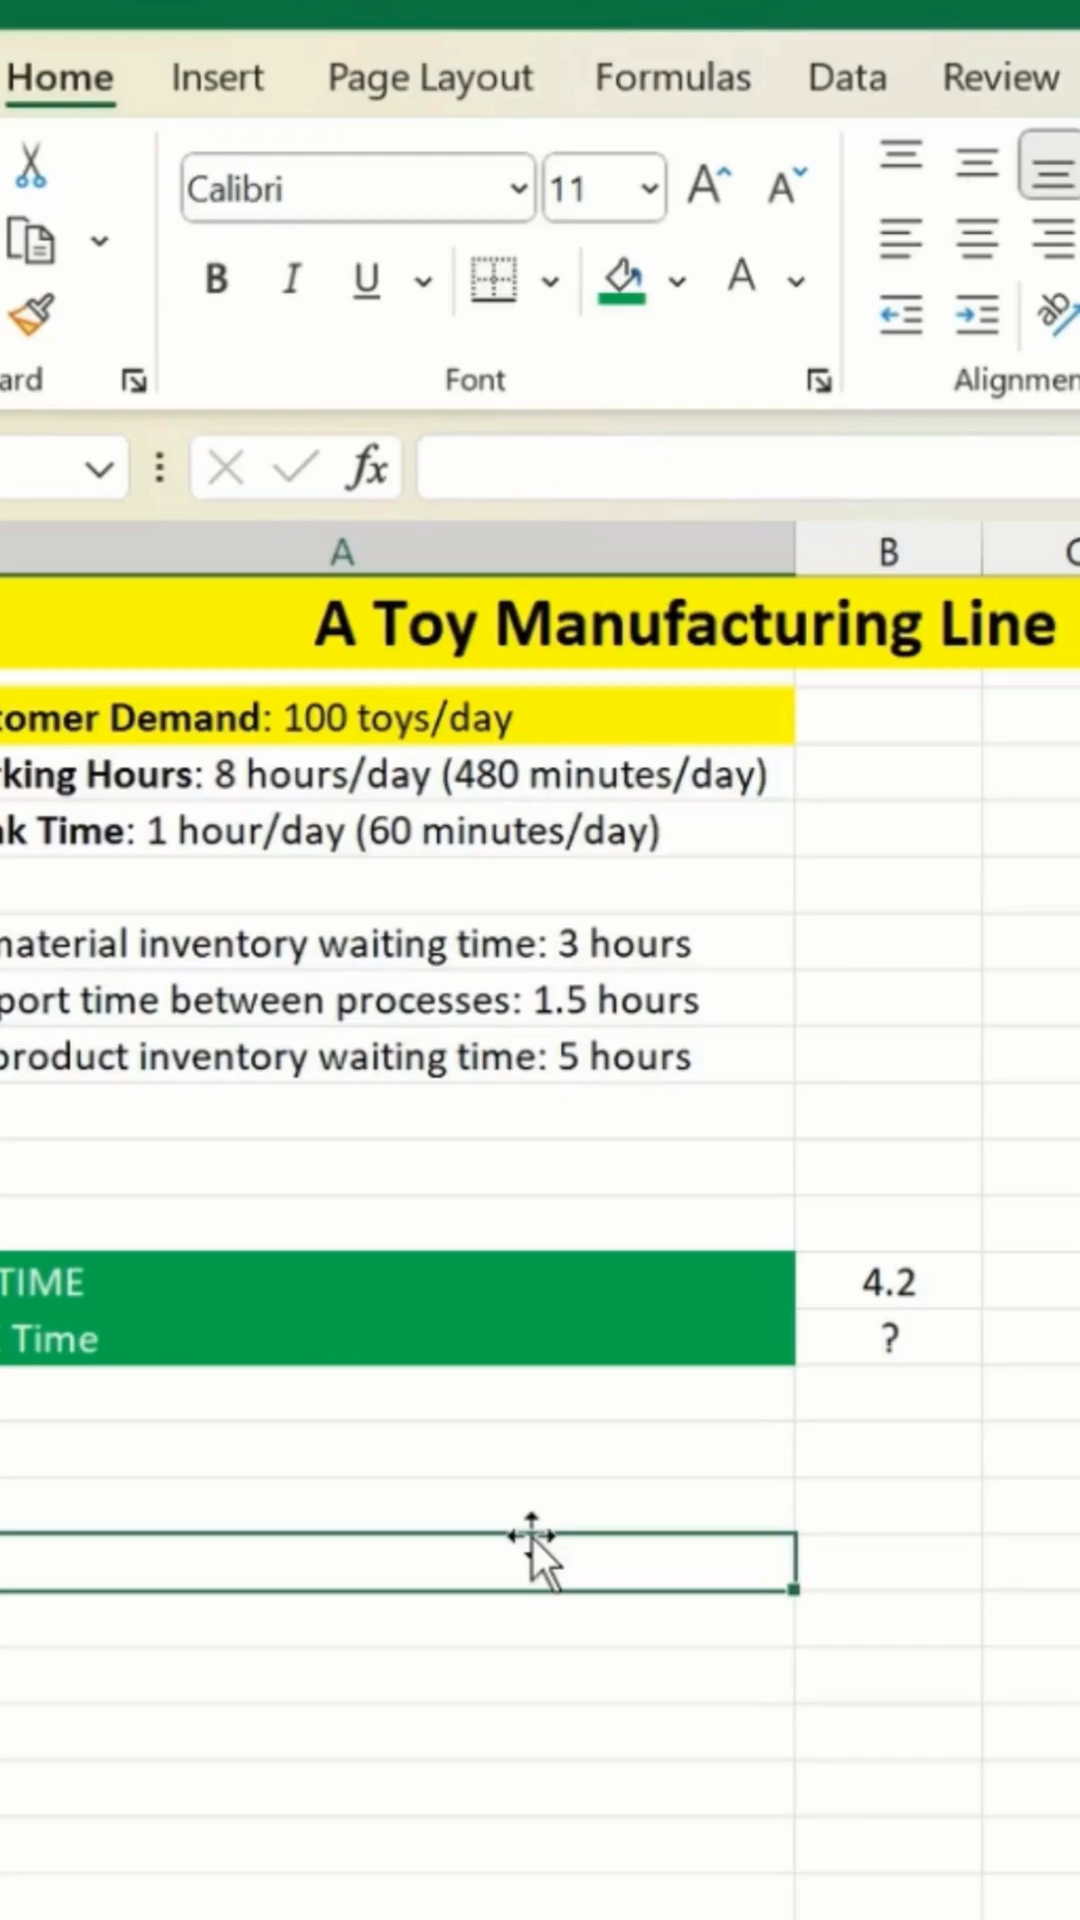 Home Insert Page Layout Formulas Data Review
Calibri 11 A A
B I U A ab
ard Font Alignmen
fx
A B C
A Toy Manufacturing Line
tomer Demand: 100 toys/day
king Hours: 8 hours/day (480 minutes/day)
k Time: 1 hour/day (60 minutes/day)
material inventory waiting time: 3 hours
port time between processes: 1.5 hours
product inventory waiting time: 5 hours
TIME 4.2
Time ?